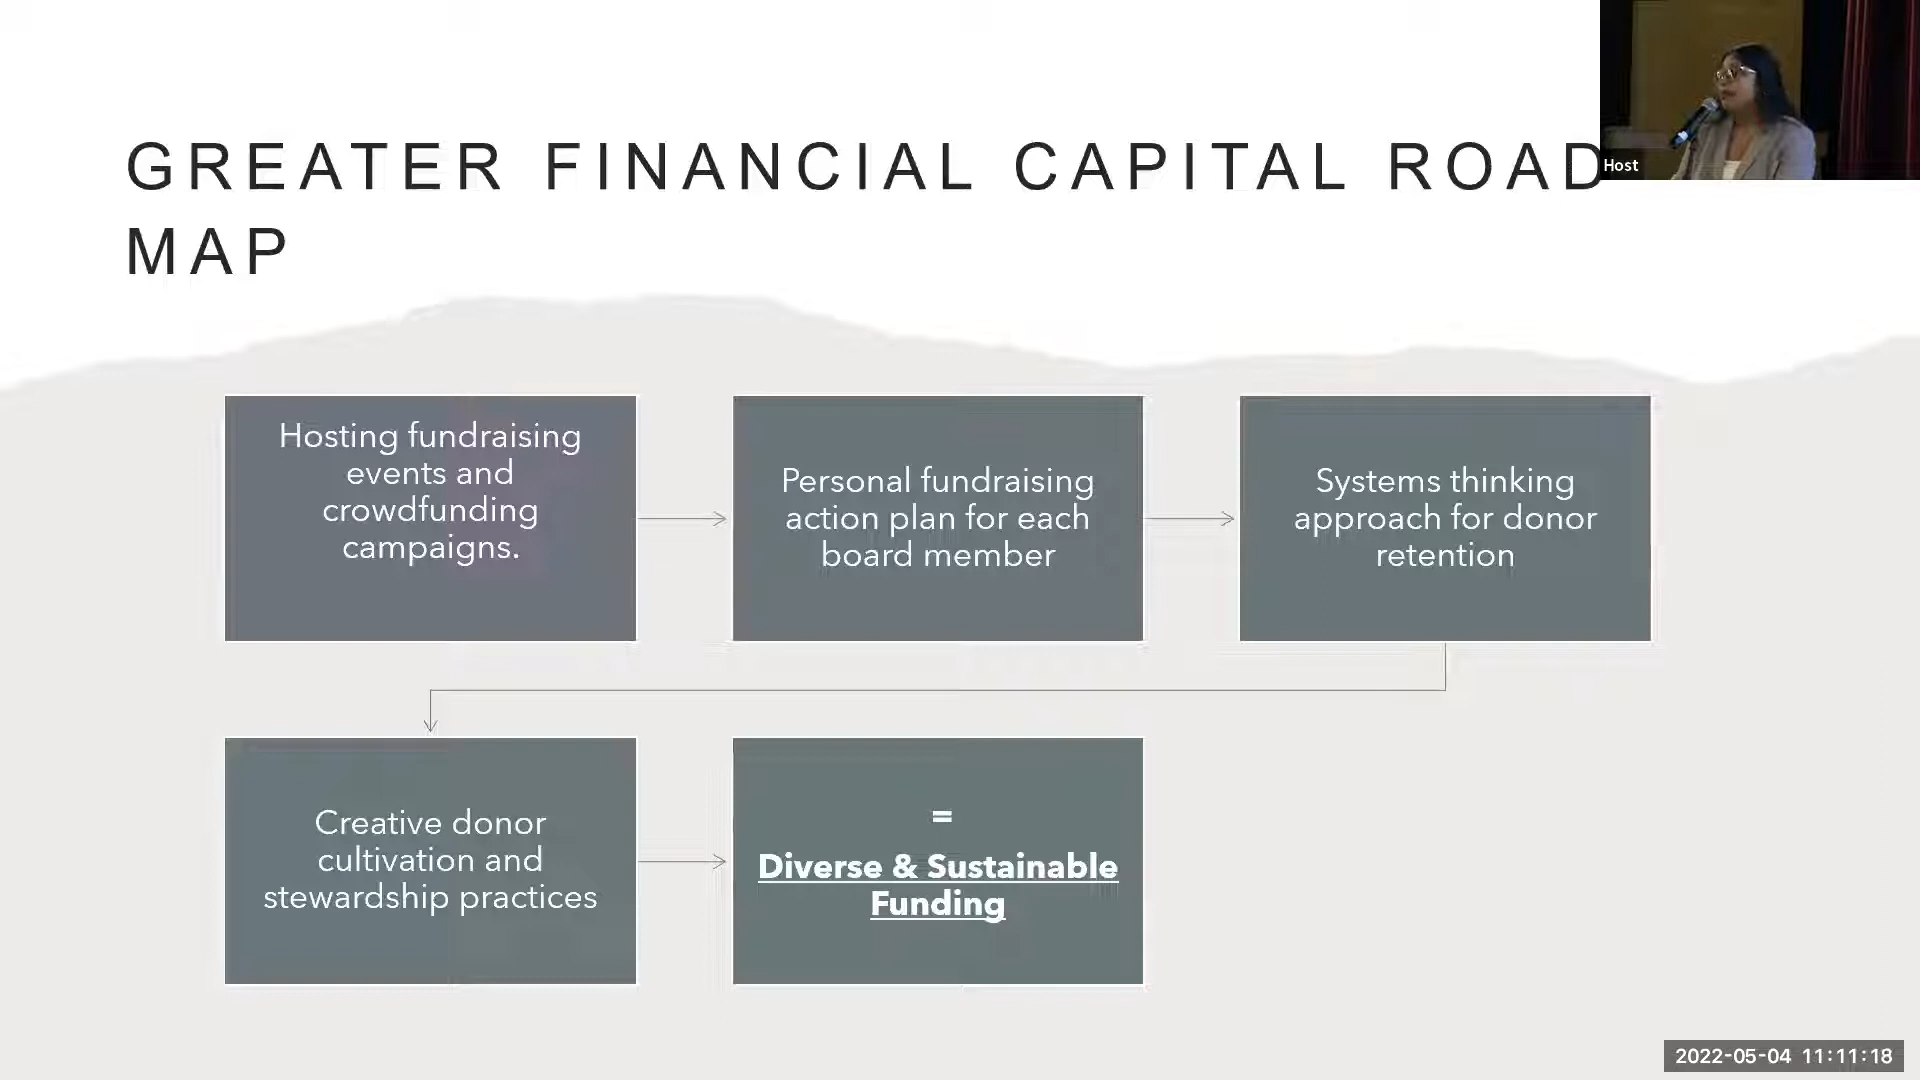 GREATER FINANCIAL CAPITAL ROAD
MAP
Host
Hosting fundraising
events and
crowdfunding
campaigns.
Personal fundraising
action plan for each
board member
Systems thinking
approach for donor
retention
Creative donor
cultivation and
stewardship practices
=
Diverse & Sustainable
Funding
2022-05-04 11:11:18